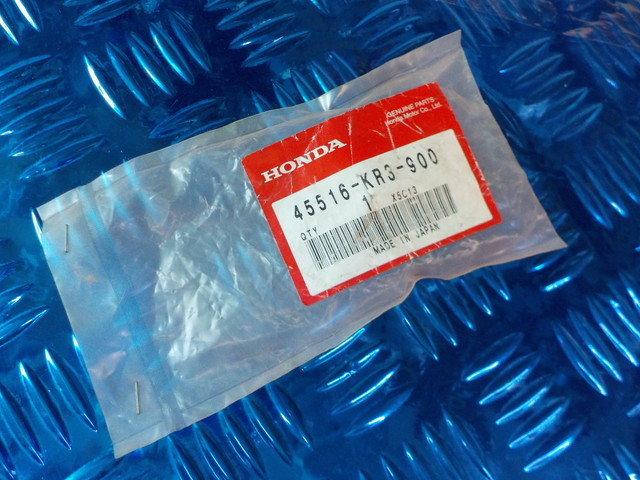 GENUINE PARTS
Honda Motor Co., Ltd.
HONDA
45516-KR3-900
QTY 1 X5C13
MADE IN JAPAN